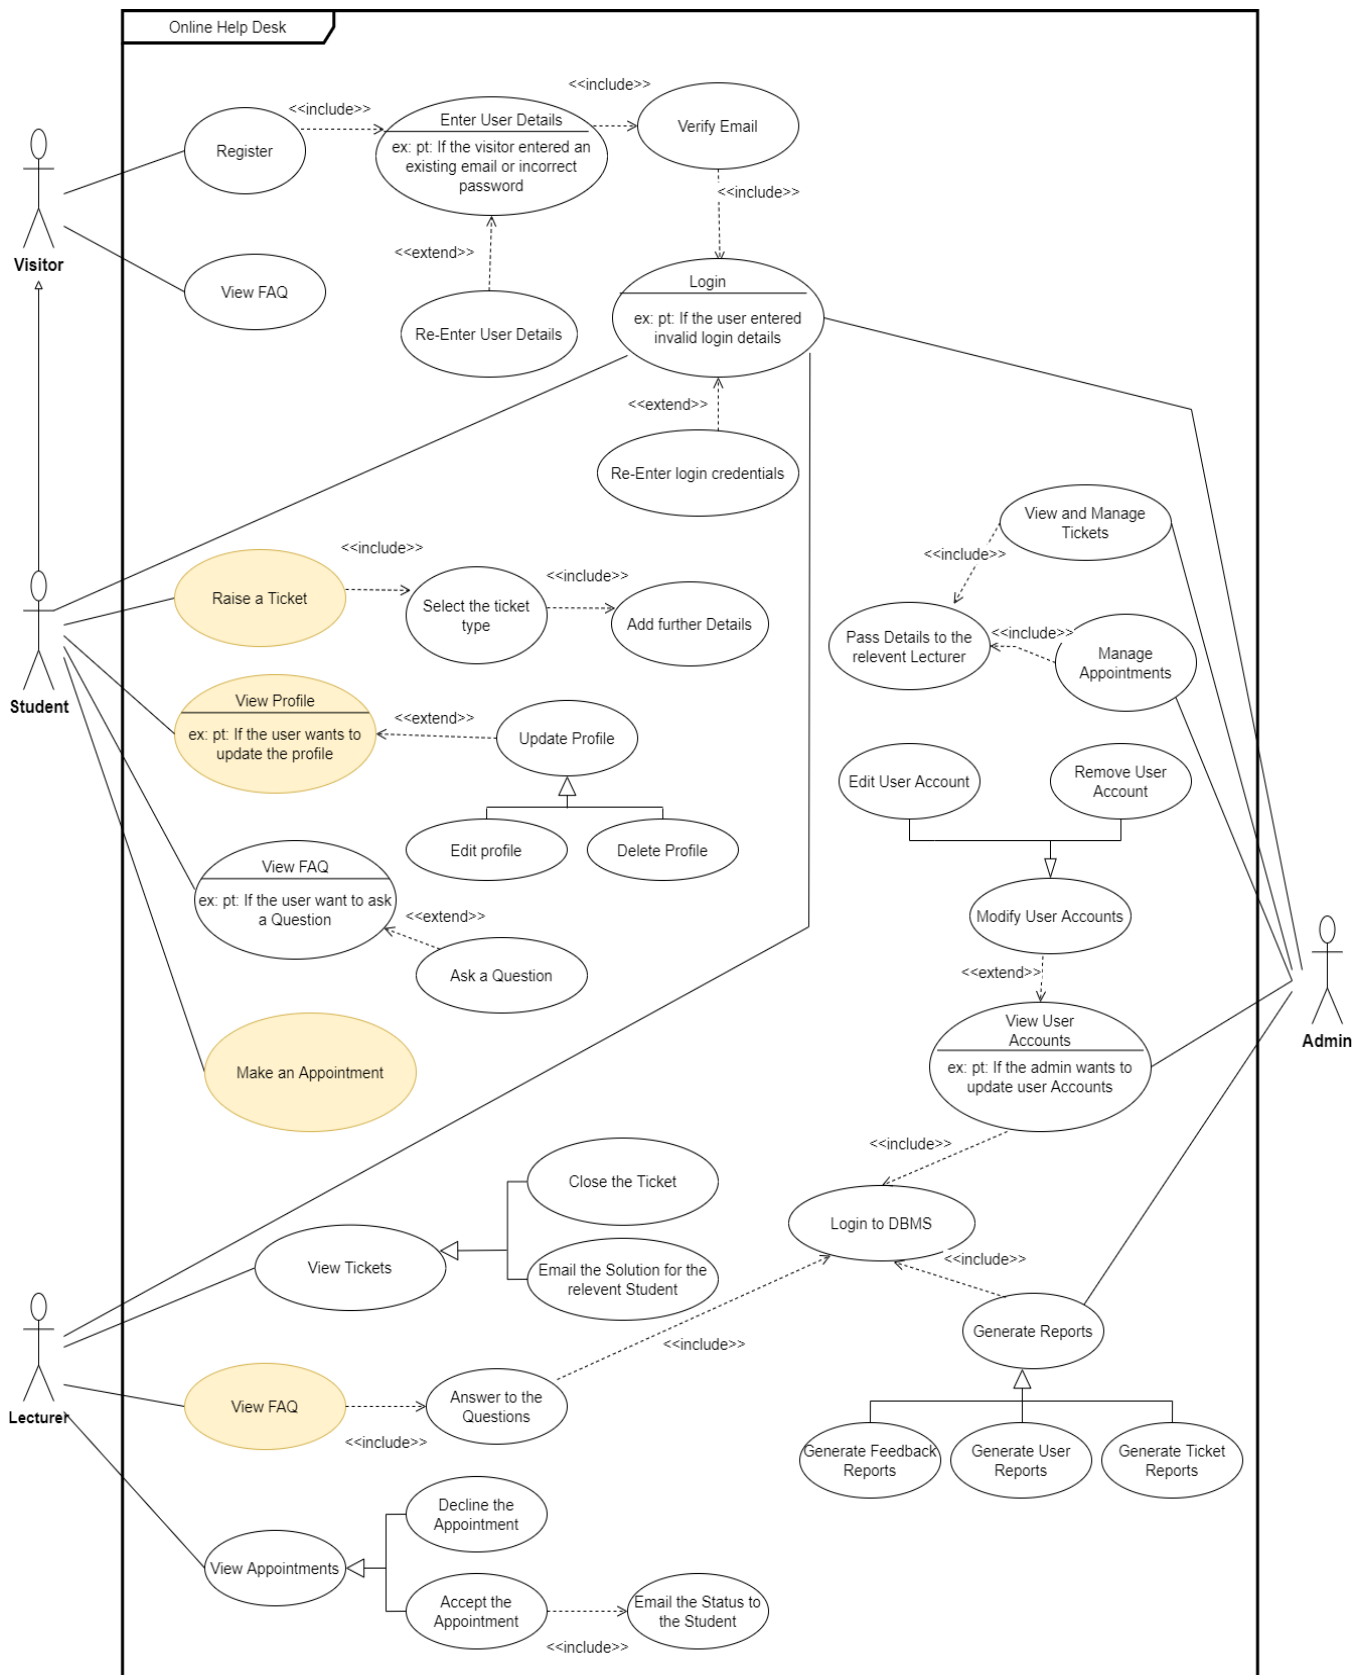 Online Help Desk
<<include>>
<<include>>
Register
Enter User Details
ex: pt: If the visitor entered an
existing email or incorrect
password
Verify Email
<<include>>
<<extend>>
Visitor
View FAQ
Re-Enter User Details
Login
ex: pt: If the user entered
invalid login details
<<extend>>
Re-Enter login credentials
View and Manage
Tickets
<<include>>
<<include>>
<<include>>
Raise a Ticket
Select the ticket
type
Add further Details
Pass Details to the
relevent Lecturer
<<include>>
Manage
Appointments
Student
View Profile
ex: pt: If the user wants to
update the profile
<<extend>>
Update Profile
Edit profile
Delete Profile
Edit User Account
Remove User
Account
View FAQ
ex: pt: If the user want to ask
a Question
<<extend>>
Ask a Question
Modify User Accounts
<<extend>>
View User
Accounts
ex: pt: If the admin wants to
update user Accounts
Admin
Make an Appointment
<<include>>
Close the Ticket
Login to DBMS
View Tickets
Email the Solution for the
relevent Student
<<include>>
<<include>>
Generate Reports
Lecturer
View FAQ
<<include>>
Answer to the
Questions
Generate Feedback
Reports
Generate User
Reports
Generate Ticket
Reports
Decline the
Appointment
View Appointments
Accept the
Appointment
<<include>>
Email the Status to
the Student